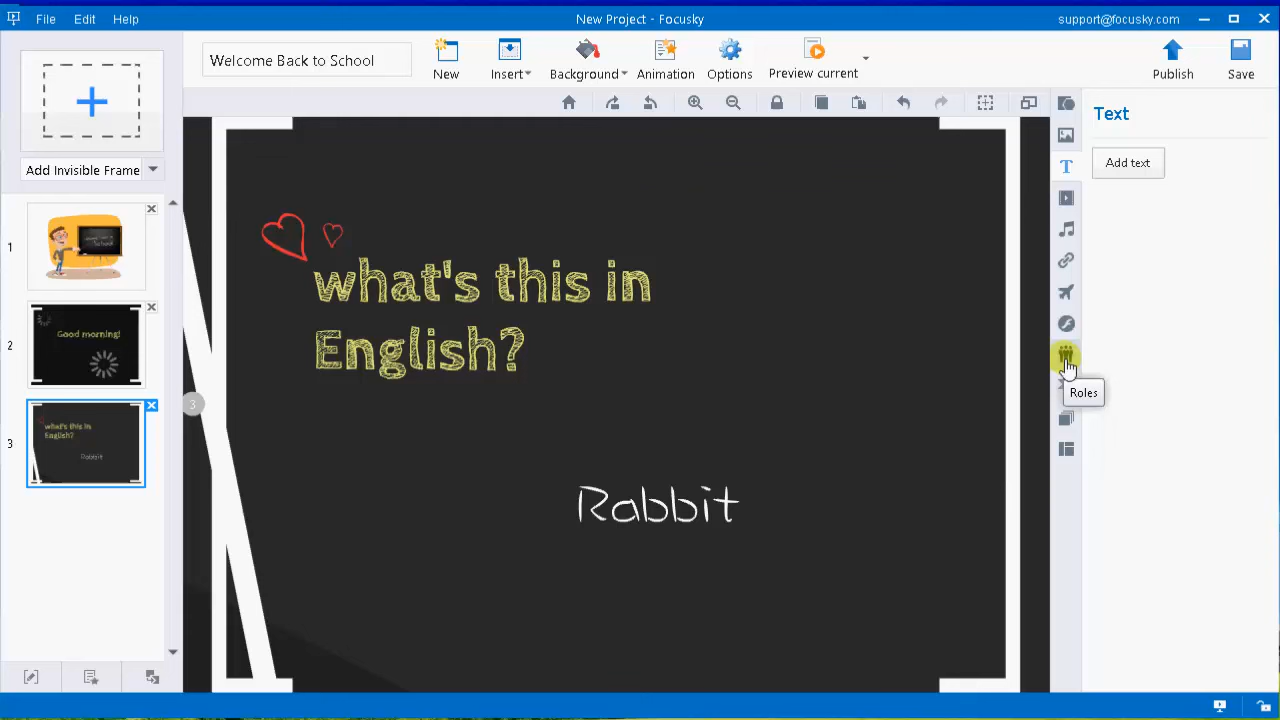 File Edit Help New Project - Focusky support@focusky.com
Welcome Back to School New Insert Background Animation Options Preview current Publish Save
Text
Add text
Add Invisible Frame
1
2
Good morning!
3
what's this in
English?
Rabbit
3
what's this in
English?
Rabbit
Roles